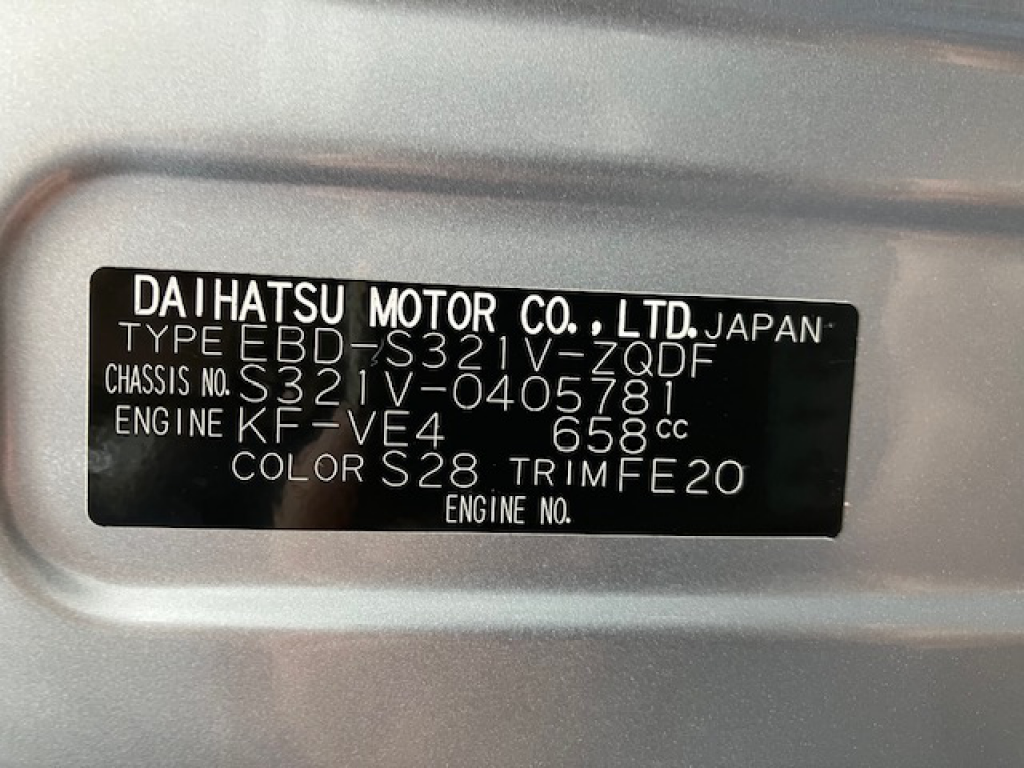 DAIHATSU MOTOR CO., LTD. JAPAN
TYPE EBD-S321V-ZQDF
CHASSIS NO. S321V-0405781
ENGINE KF-VE4 658cc
COLOR S28 TRIM FE20
ENGINE NO.